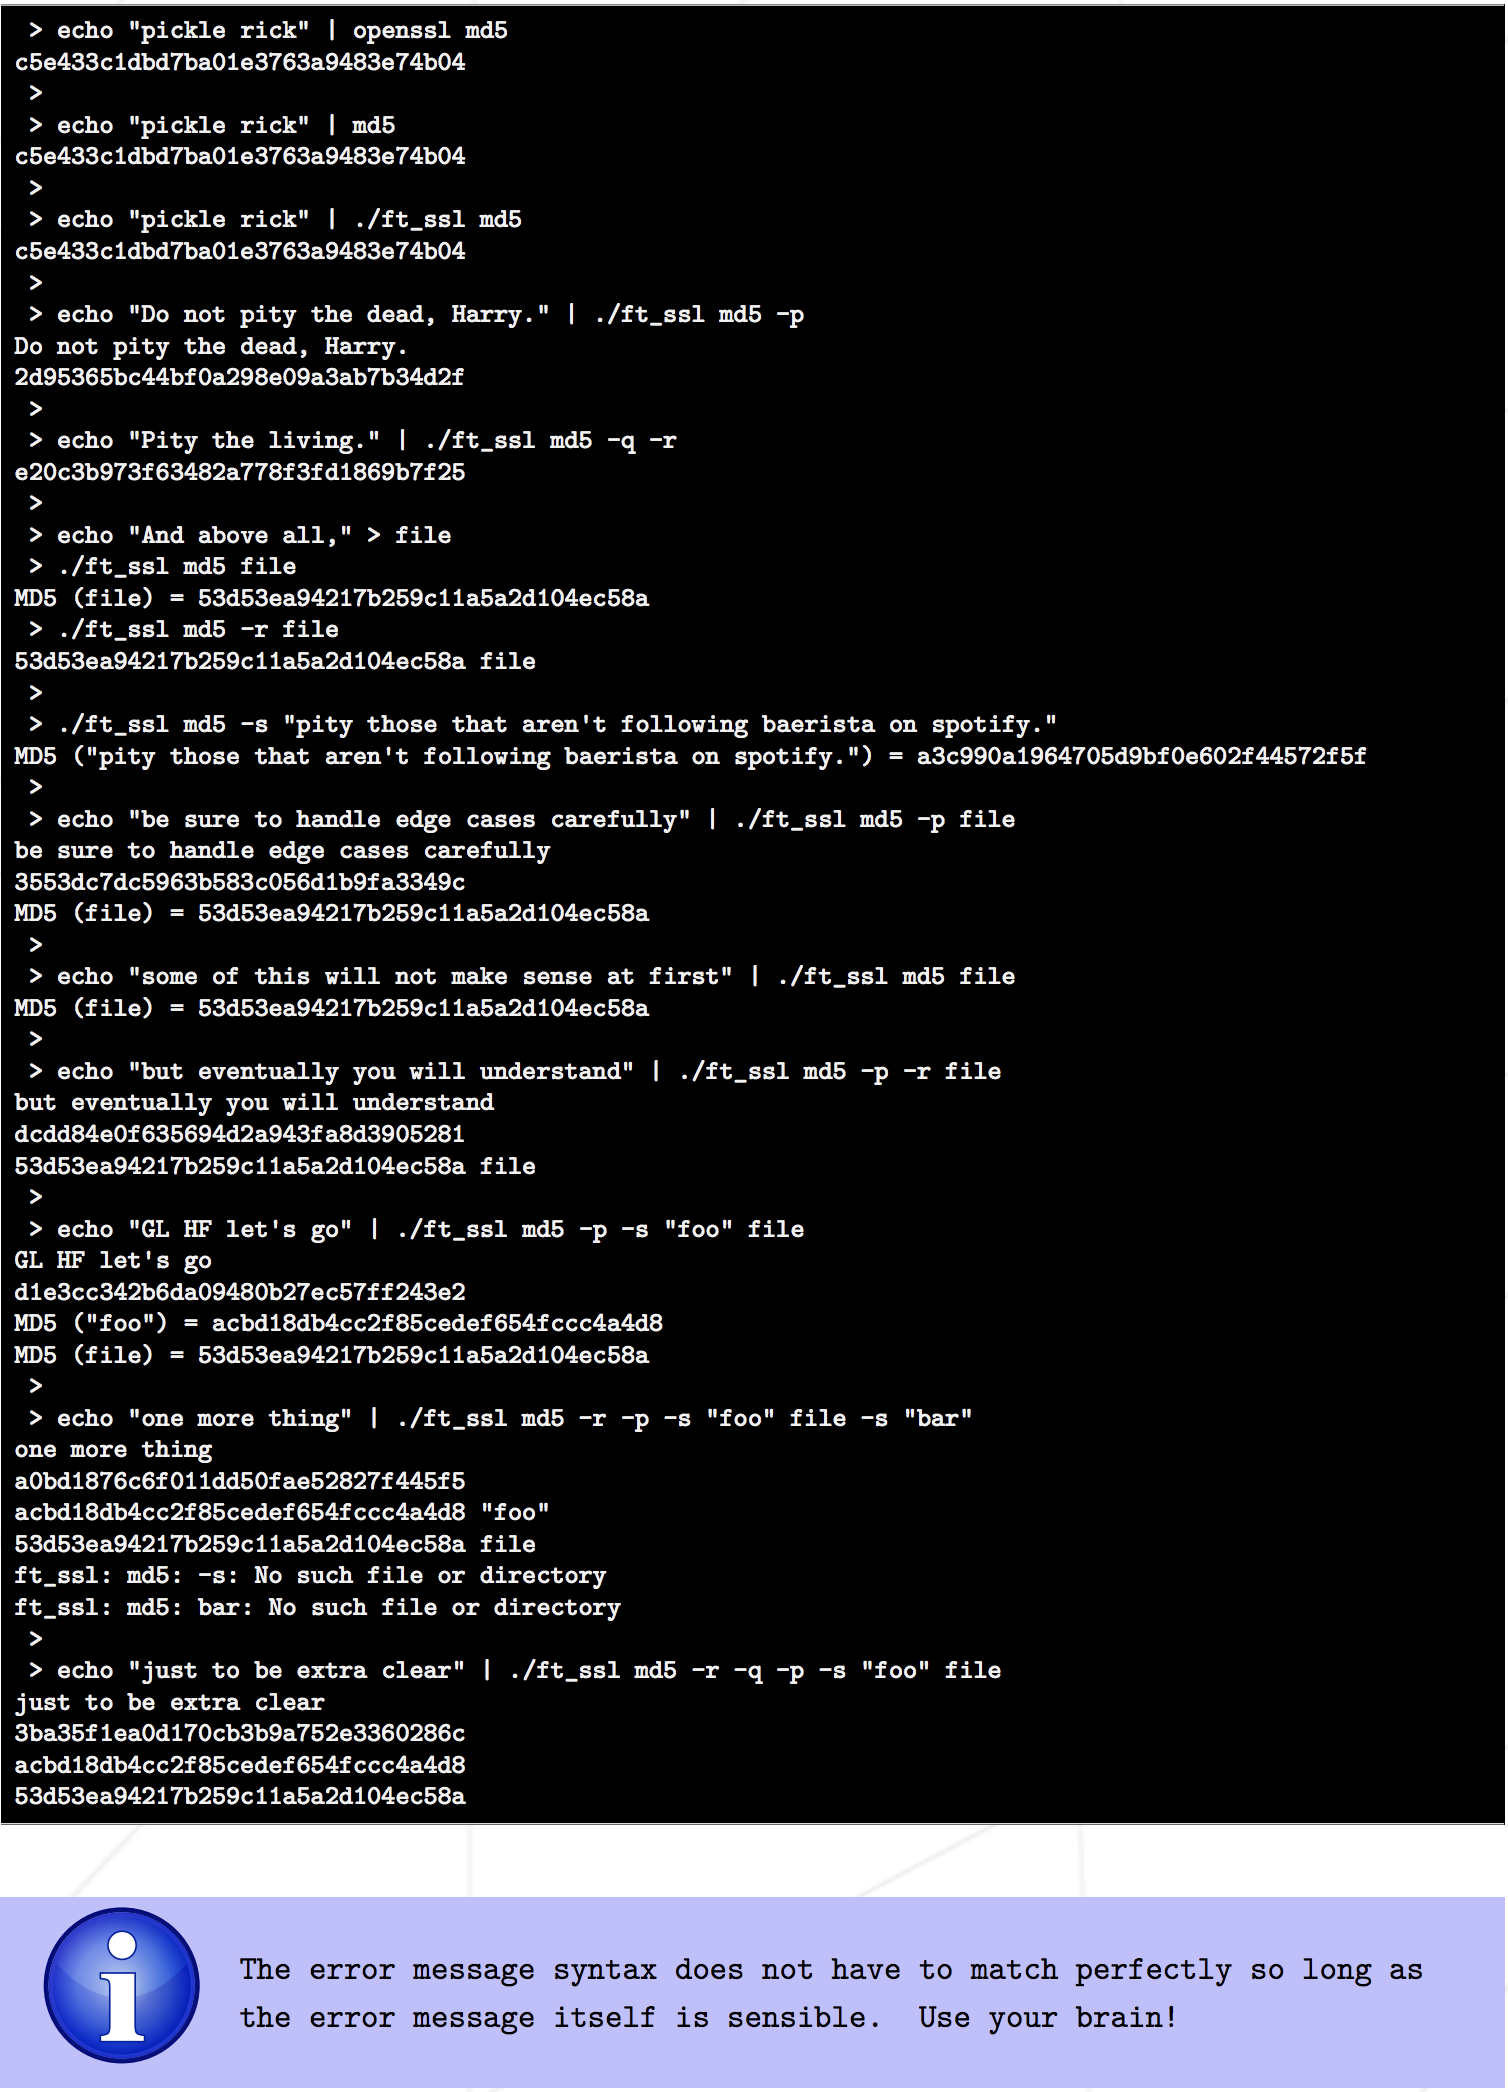 > echo "pickle rick" | openssl md5
c5e433c1dbd7ba01e3763a9483e74b04
>
> echo "pickle rick" | md5
c5e433c1dbd7ba01e3763a9483e74b04
>
> echo "pickle rick" | ./ft_ssl md5
c5e433c1dbd7ba01e3763a9483e74b04
>
> echo "Do not pity the dead, Harry." | ./ft_ssl md5 -p
Do not pity the dead, Harry.
2d95365bc44bf0a298e09a3ab7b34d2f
>
> echo "Pity the living." | ./ft_ssl md5 -q -r
e20c3b973f63482a778f3fd1869b7f25
>
> echo "And above all," > file
> ./ft_ssl md5 file
MD5 (file) = 53d53ea94217b259c11a5a2d104ec58a
> ./ft_ssl md5 -r file
53d53ea94217b259c11a5a2d104ec58a file
>
> ./ft_ssl md5 -s "pity those that aren't following baerista on spotify."
MD5 ("pity those that aren't following baerista on spotify.") = a3c990a1964705d9bf0e602f44572f5f
>
> echo "be sure to handle edge cases carefully" | ./ft_ssl md5 -p file
be sure to handle edge cases carefully
3553dc7dc5963b583c056d1b9fa3349c
MD5 (file) = 53d53ea94217b259c11a5a2d104ec58a
>
> echo "some of this will not make sense at first" | ./ft_ssl md5 file
MD5 (file) = 53d53ea94217b259c11a5a2d104ec58a
>
> echo "but eventually you will understand" | ./ft_ssl md5 -p -r file
but eventually you will understand
dcdd84e0f635694d2a943fa8d3905281
53d53ea94217b259c11a5a2d104ec58a file
>
> echo "GL HF let's go" | ./ft_ssl md5 -p -s "foo" file
GL HF let's go
d1e3cc342b6da09480b27ec57ff243e2
MD5 ("foo") = acbd18db4cc2f85cedef654fccc4a4d8
MD5 (file) = 53d53ea94217b259c11a5a2d104ec58a
>
> echo "one more thing" | ./ft_ssl md5 -r -p -s "foo" file -s "bar"
one more thing
a0bd1876c6f011dd50fae52827f445f5
acbd18db4cc2f85cedef654fccc4a4d8 "foo"
53d53ea94217b259c11a5a2d104ec58a file
ft_ssl: md5: -s: No such file or directory
ft_ssl: md5: bar: No such file or directory
>
> echo "just to be extra clear" | ./ft_ssl md5 -r -q -p -s "foo" file
just to be extra clear
3ba35f1ea0d170cb3b9a752e3360286c
acbd18db4cc2f85cedef654fccc4a4d8
53d53ea94217b259c11a5a2d104ec58a
The error message syntax does not have to match perfectly so long as
the error message itself is sensible. Use your brain!